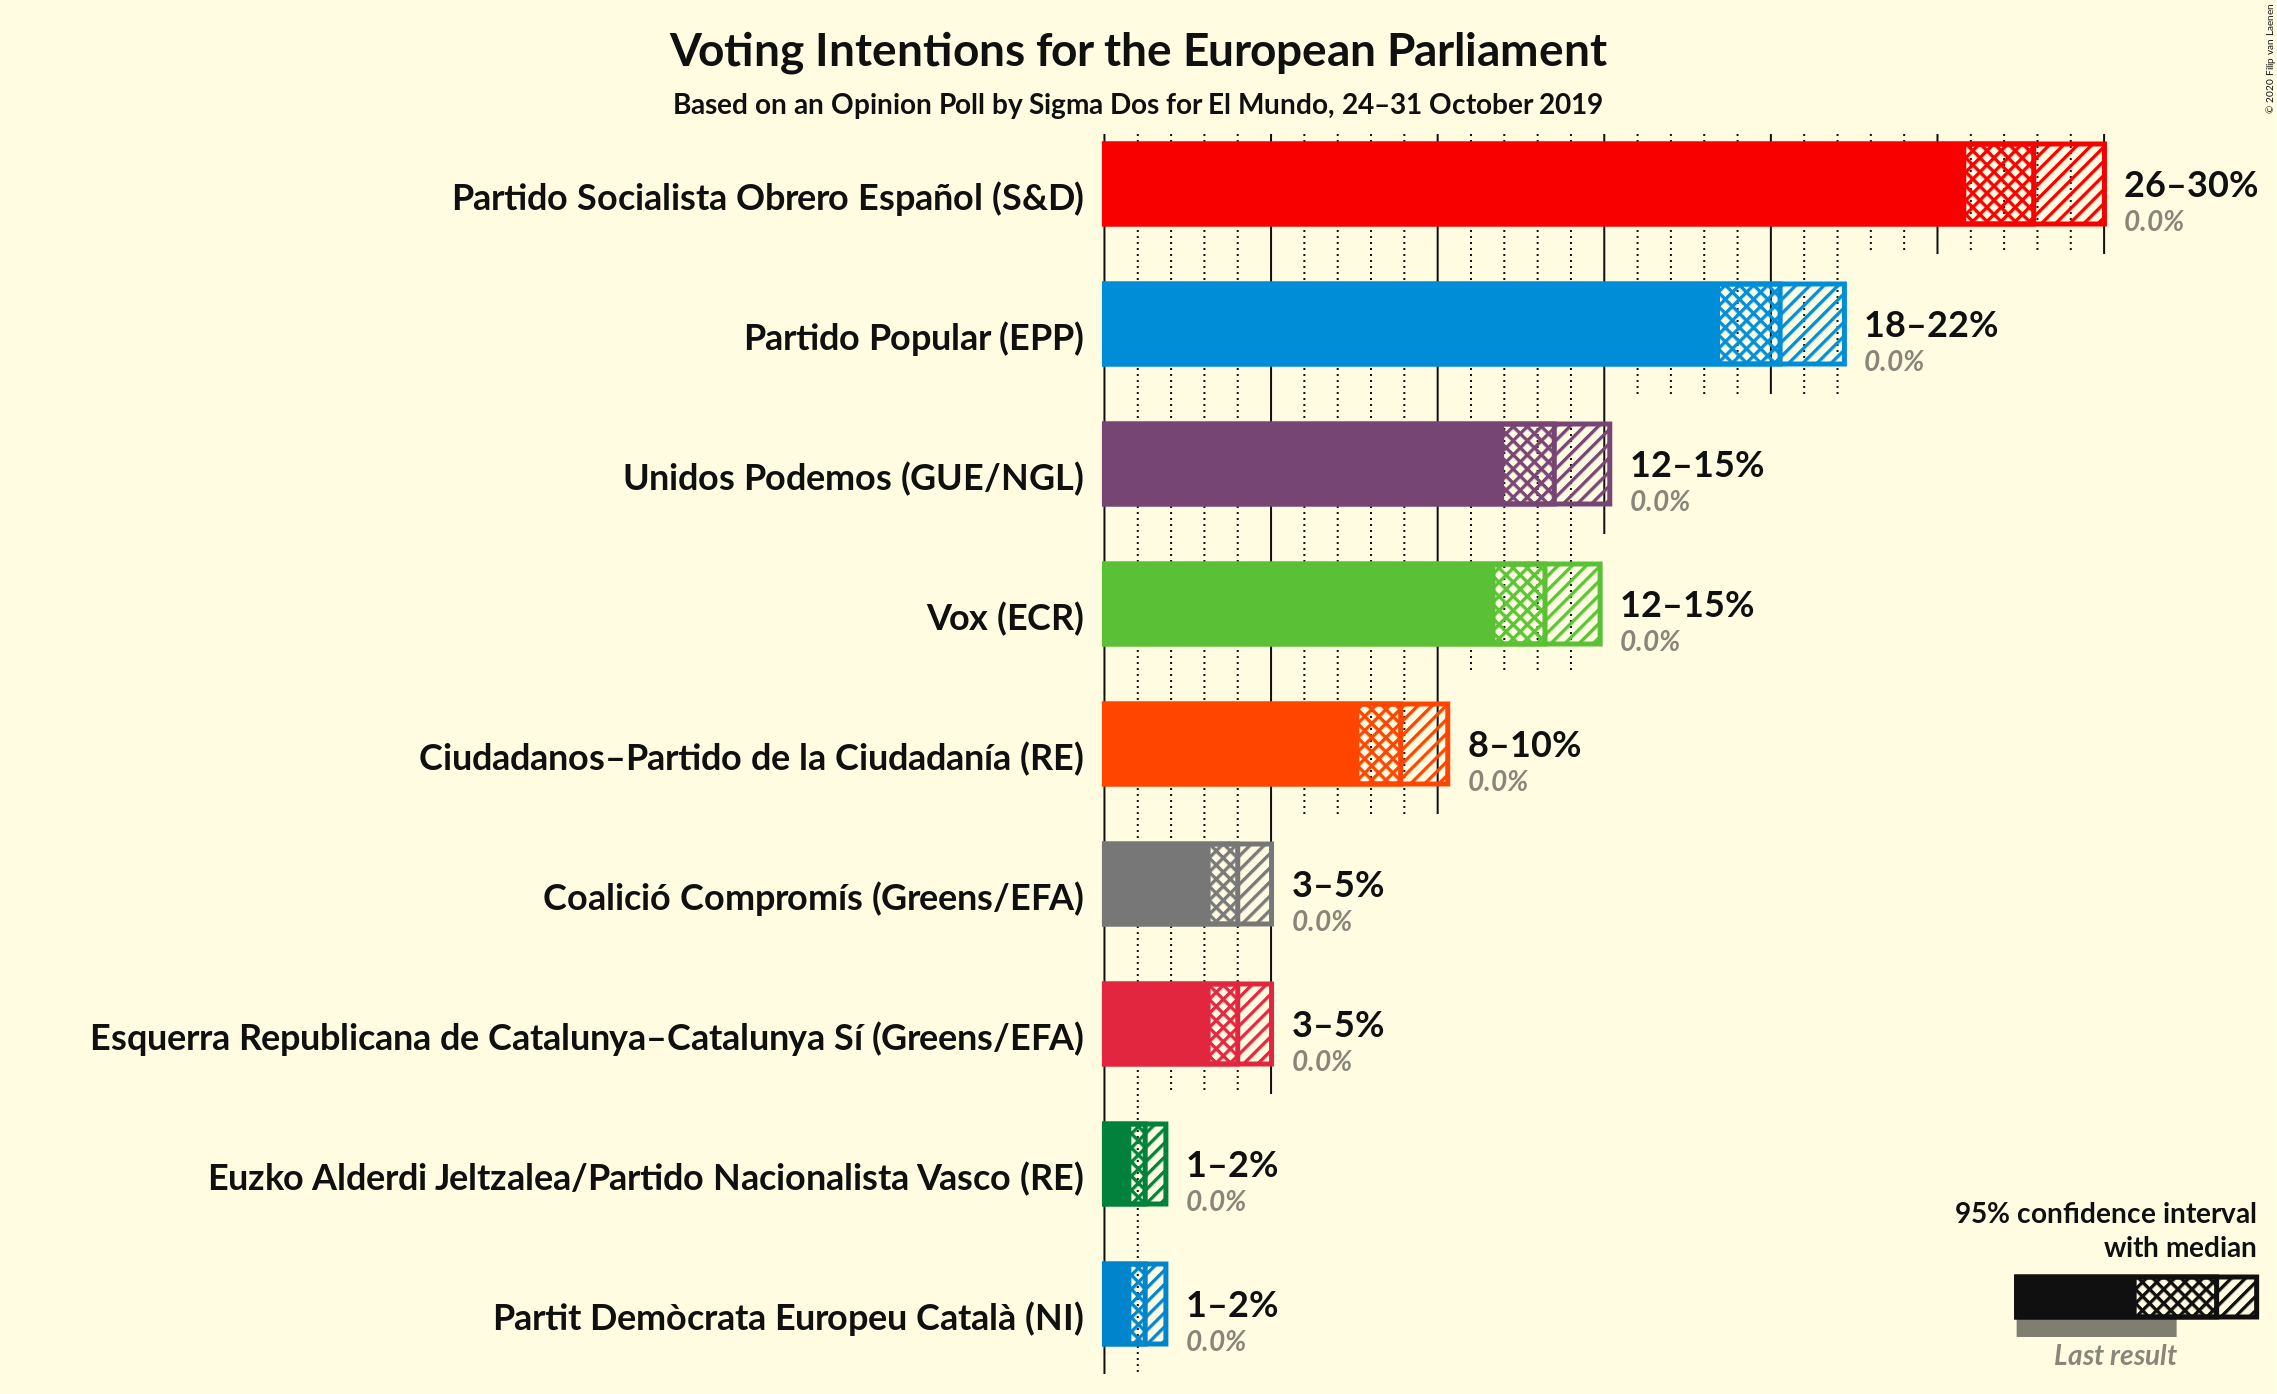 Voting Intentions for the European Parliament
Based on an Opinion Poll by Sigma Dos for El Mundo, 24–31 October 2019
© 2020 Filip van Laenen
Partido Socialista Obrero Español (S&D)
26–30%
0.0%
Partido Popular (EPP)
18–22%
0.0%
Unidos Podemos (GUE/NGL)
12–15%
0.0%
Vox (ECR)
12–15%
0.0%
Ciudadanos–Partido de la Ciudadanía (RE)
8–10%
0.0%
Coalició Compromís (Greens/EFA)
3–5%
0.0%
Esquerra Republicana de Catalunya–Catalunya Sí (Greens/EFA)
3–5%
0.0%
Euzko Alderdi Jeltzalea/Partido Nacionalista Vasco (RE)
1–2%
0.0%
Partit Demòcrata Europeu Català (NI)
1–2%
0.0%
95% confidence interval
with median
Last result